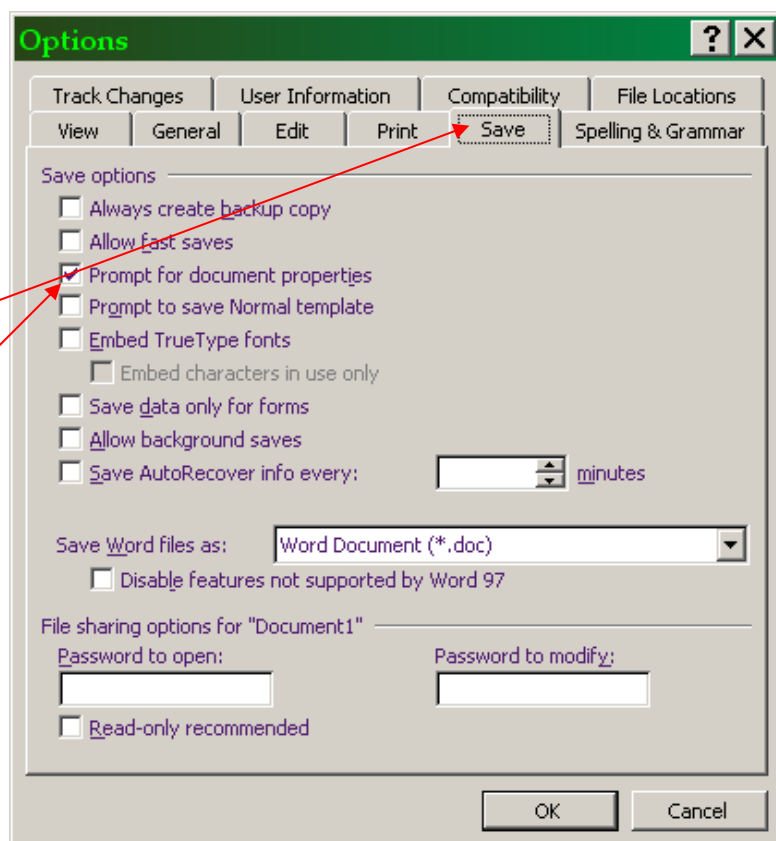 Options
Track Changes User Information Compatibility File Locations
View General Edit Print Save Spelling & Grammar
Save options
Always create backup copy
Allow fast saves
Prompt for document properties
Prompt to save Normal template
Embed TrueType fonts
Embed characters in use only
Save data only for forms
Allow background saves
Save AutoRecover info every: minutes
Save Word files as: Word Document (*.doc)
Disable features not supported by Word 97
File sharing options for "Document1"
Password to open: Password to modify:
Read-only recommended
OK Cancel